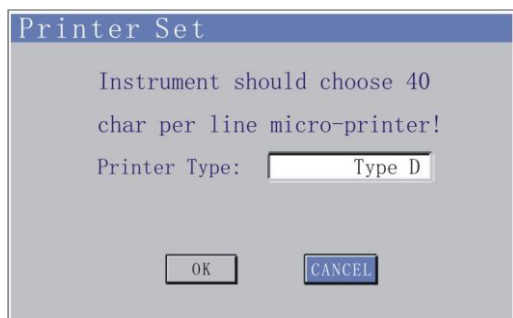 Printer Set
Instrument should choose 40
char per line micro-printer!
Printer Type: Type D
OK CANCEL